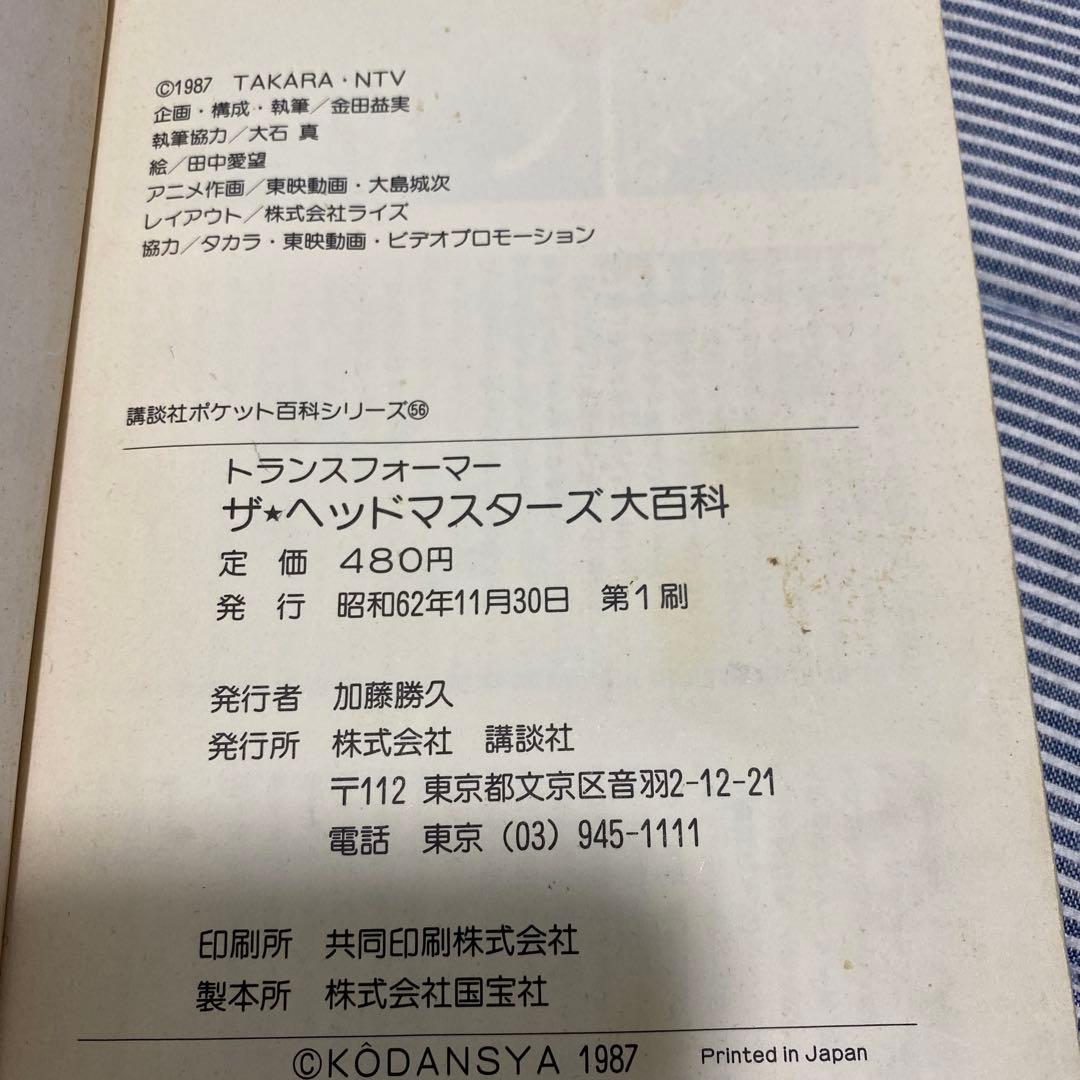 ©1987 TAKARA・NTV
企画・構成・執筆／金田益実
執筆協力／大石 真
絵／田中愛望
アニメ作画／東映動画・大島城次
レイアウト／株式会社ライズ
協力／タカラ・東映動画・ビデオプロモーション
講談社ポケット百科シリーズ56
トランスフォーマー
ザ★ヘッドマスターズ大百科
定 価 480円
発 行 昭和62年11月30日 第1刷
発行者 加藤勝久
発行所 株式会社 講談社
〒112 東京都文京区音羽2-12-21
電話 東京（03）945-1111
印刷所 共同印刷株式会社
製本所 株式会社国宝社
©KÔDANSYA 1987 Printed in Japan